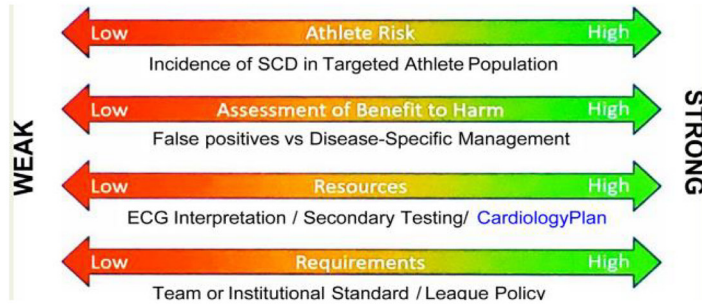 Low Athlete Risk High
Incidence of SCD in Targeted Athlete Population
Low Assessment of Benefit to Harm High
False positives vs Disease-Specific Management
WEAK
STRONG
Low Resources High
ECG Interpretation / Secondary Testing/ CardiologyPlan
Low Requirements High
Team or Institutional Standard / League Policy